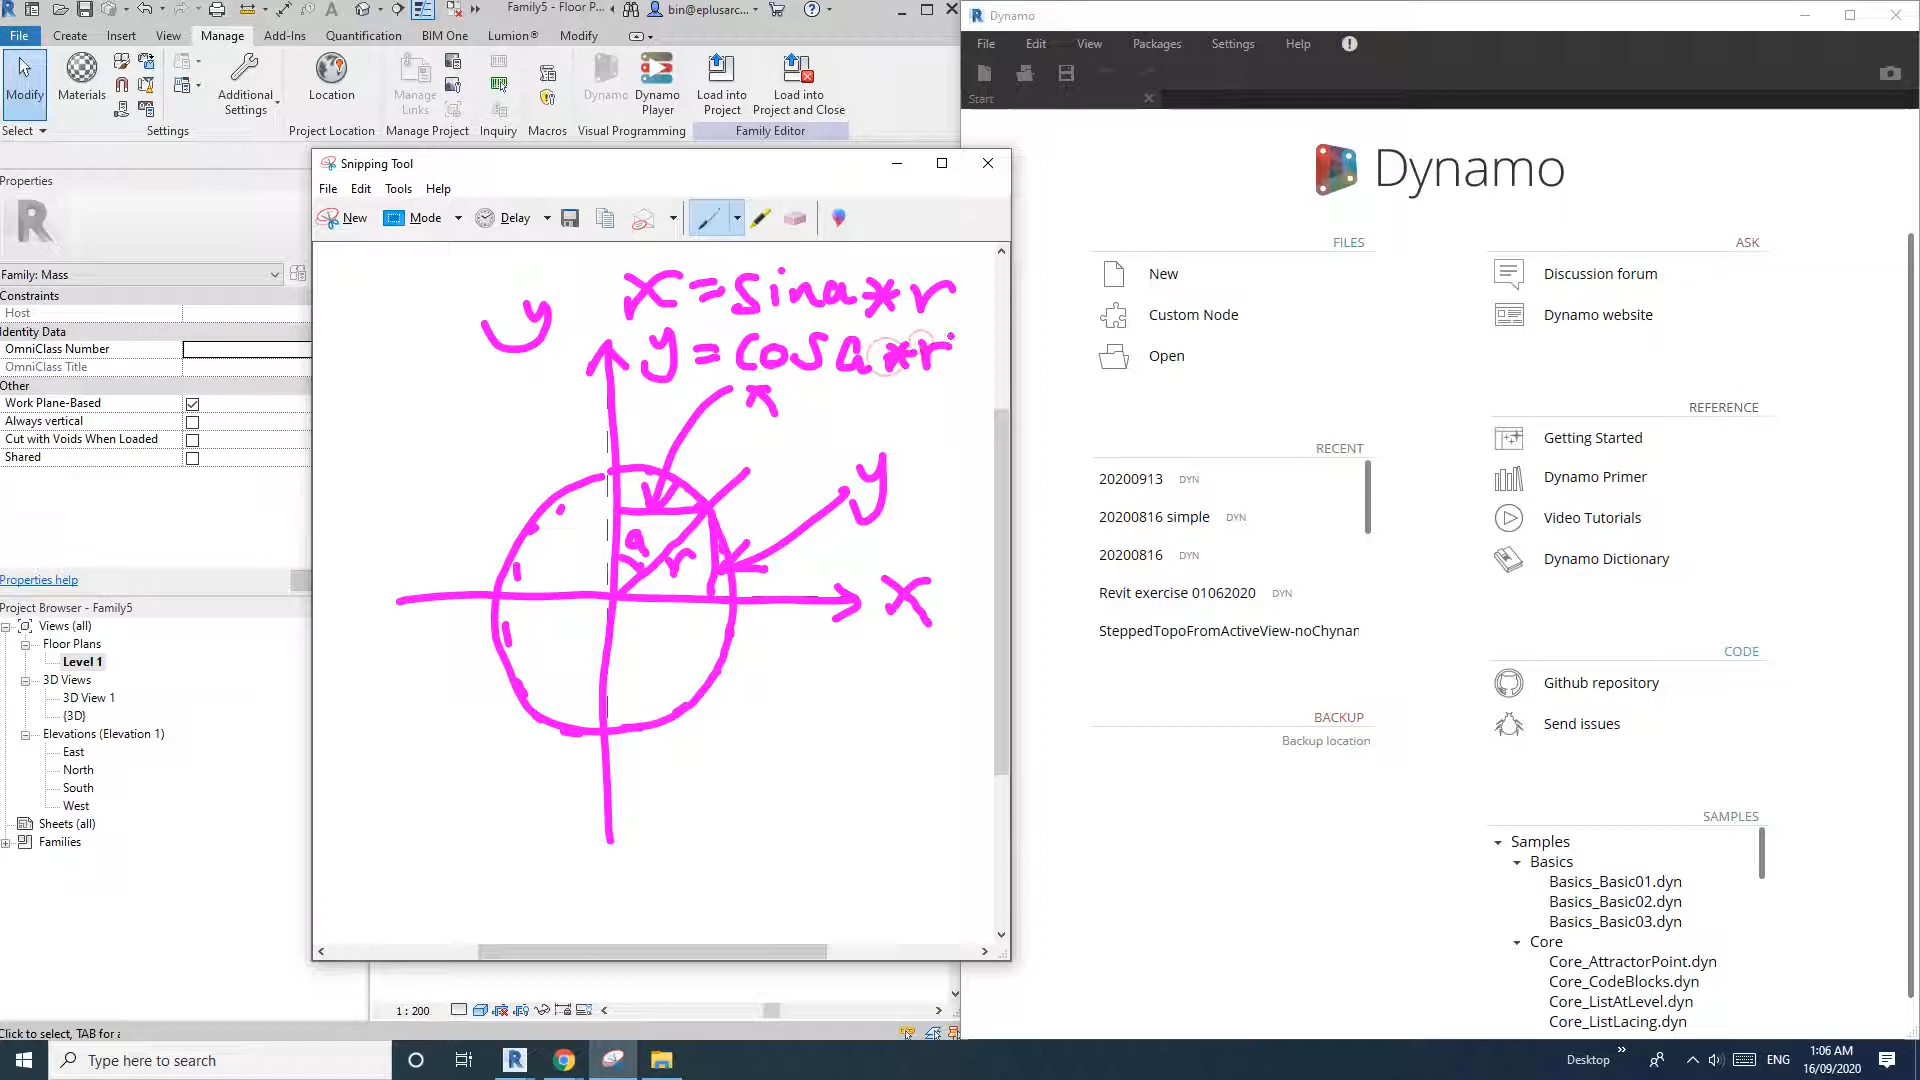 Family5 - Floor P...
bin@eplusarc...
File Create Insert View Manage Add-Ins Quantification BIM One Lumion® Modify
Modify
Materials
Additional Settings
Location
Manage Links
Dynamo
Dynamo Player
Load into Project
Load into Project and Close
Select
Settings
Project Location
Manage Project
Inquiry
Macros
Visual Programming
Family Editor
Properties
R
Family: Mass
Constraints
Host
Identity Data
OmniClass Number
OmniClass Title
Other
Work Plane-Based
Always vertical
Cut with Voids When Loaded
Shared
Properties help
Project Browser - Family5
Views (all)
Floor Plans
Level 1
3D Views
3D View 1
{3D}
Elevations (Elevation 1)
East
North
South
West
Sheets (all)
Families
Snipping Tool
File Edit Tools Help
New Mode Delay
x=sina*r
y
y=cosa*r
x
y
a
r
x
1 : 200
Click to select, TAB for a
Dynamo
File Edit View Packages Settings Help
Start
Dynamo
FILES
New
Custom Node
Open
RECENT
20200913 DYN
20200816 simple DYN
20200816 DYN
Revit exercise 01062020 DYN
SteppedTopoFromActiveView-noChynan
BACKUP
Backup location
ASK
Discussion forum
Dynamo website
REFERENCE
Getting Started
Dynamo Primer
Video Tutorials
Dynamo Dictionary
CODE
Github repository
Send issues
SAMPLES
Samples
Basics
Basics_Basic01.dyn
Basics_Basic02.dyn
Basics_Basic03.dyn
Core
Core_AttractorPoint.dyn
Core_CodeBlocks.dyn
Core_ListAtLevel.dyn
Core_ListLacing.dyn
Type here to search
Desktop
ENG
1:06 AM
16/09/2020